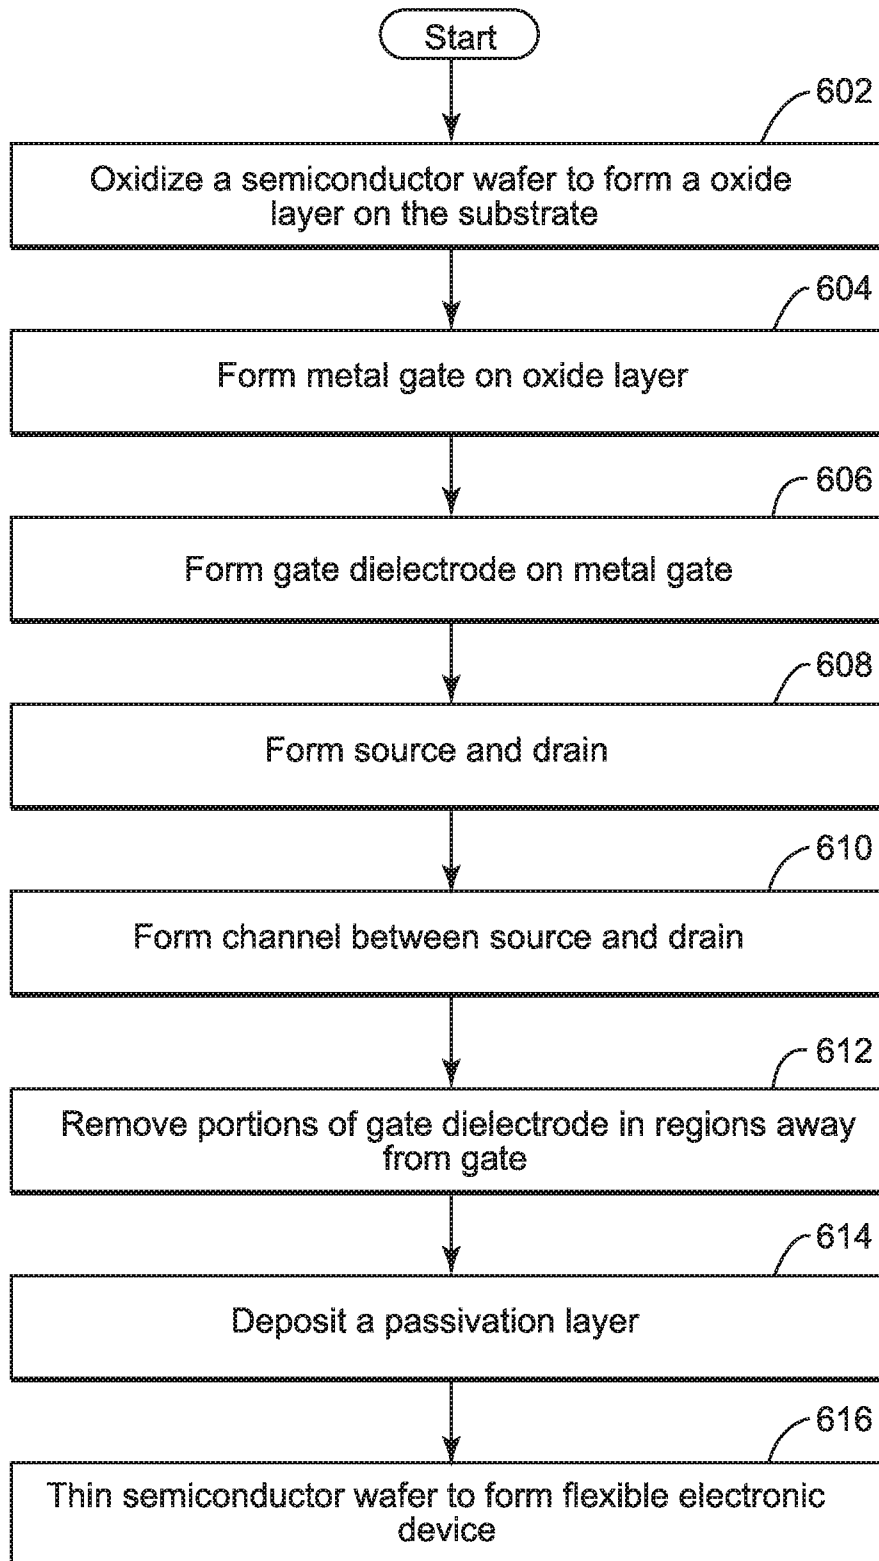 Start
602
Oxidize a semiconductor wafer to form a oxide
layer on the substrate
604
Form metal gate on oxide layer
606
Form gate dielectrode on metal gate
608
Form source and drain
610
Form channel between source and drain
612
Remove portions of gate dielectrode in regions away
from gate
614
Deposit a passivation layer
616
Thin semiconductor wafer to form flexible electronic
device